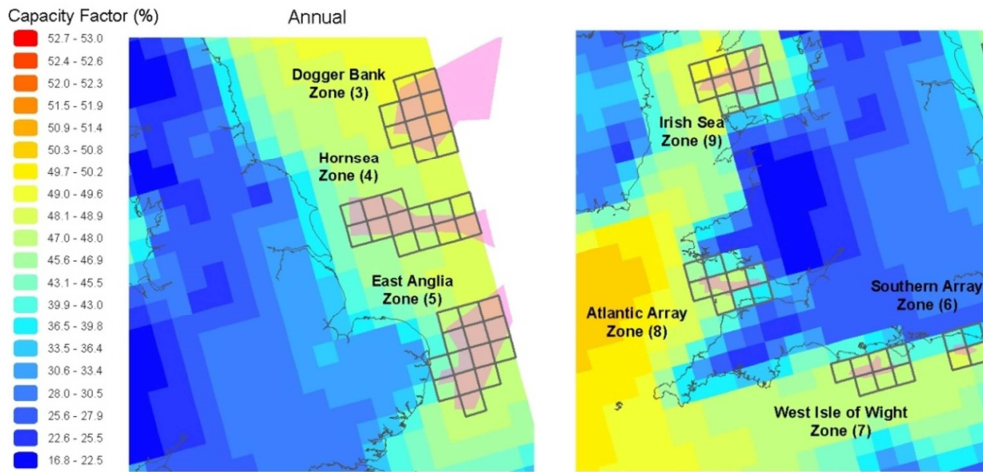 Capacity Factor (%)
52.7 - 53.0
52.4 - 52.6
52.0 - 52.3
51.5 - 51.9
50.9 - 51.4
50.3 - 50.8
49.7 - 50.2
49.0 - 49.6
48.1 - 48.9
47.0 - 48.0
45.6 - 46.9
43.1 - 45.5
39.9 - 43.0
36.5 - 39.8
33.5 - 36.4
30.6 - 33.4
28.0 - 30.5
25.6 - 27.9
22.6 - 25.5
16.8 - 22.5
Annual
Dogger Bank
Zone (3)
Hornsea
Zone (4)
East Anglia
Zone (5)
Irish Sea
Zone (9)
Atlantic Array
Zone (8)
Southern Array
Zone (6)
West Isle of Wight
Zone (7)